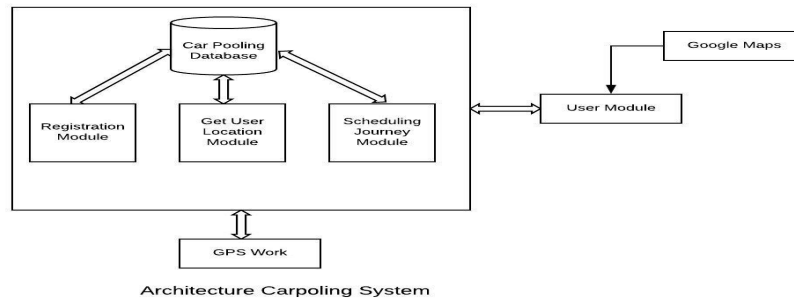 Car Pooling
Database
Google Maps
User Module
Registration
Module
Get User
Location
Module
Scheduling
Journey
Module
GPS Work
Architecture Carpoling System